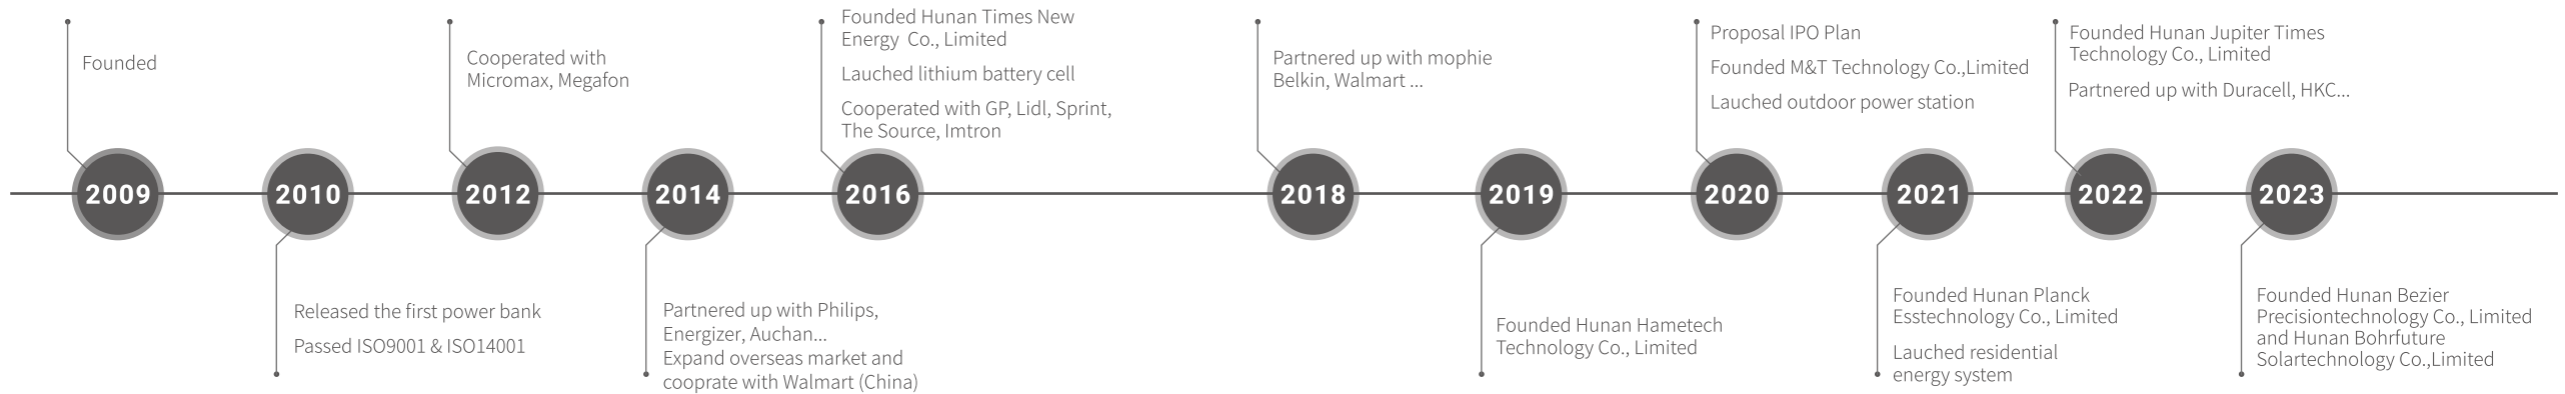 2009
Founded
2010
Released the first power bank
Passed ISO9001 & ISO14001
2012
Cooperated with
Micromax, Megafon
2014
Partnered up with Philips,
Energizer, Auchan...
Expand overseas market and
cooprate with Walmart (China)
2016
Founded Hunan Times New
Energy Co., Limited
Lauched lithium battery cell
Cooperated with GP, Lidl, Sprint,
The Source, Imtron
2018
Partnered up with mophie
Belkin, Walmart ...
2019
Founded Hunan Hametech
Technology Co., Limited
2020
Proposal IPO Plan
Founded M&T Technology Co.,Limited
Lauched outdoor power station
2021
Founded Hunan Planck
Esstechnology Co., Limited
Lauched residential
energy system
2022
Founded Hunan Jupiter Times
Technology Co., Limited
Partnered up with Duracell, HKC...
2023
Founded Hunan Bezier
Precisiontechnology Co., Limited
and Hunan Bohrfuture
Solartechnology Co.,Limited